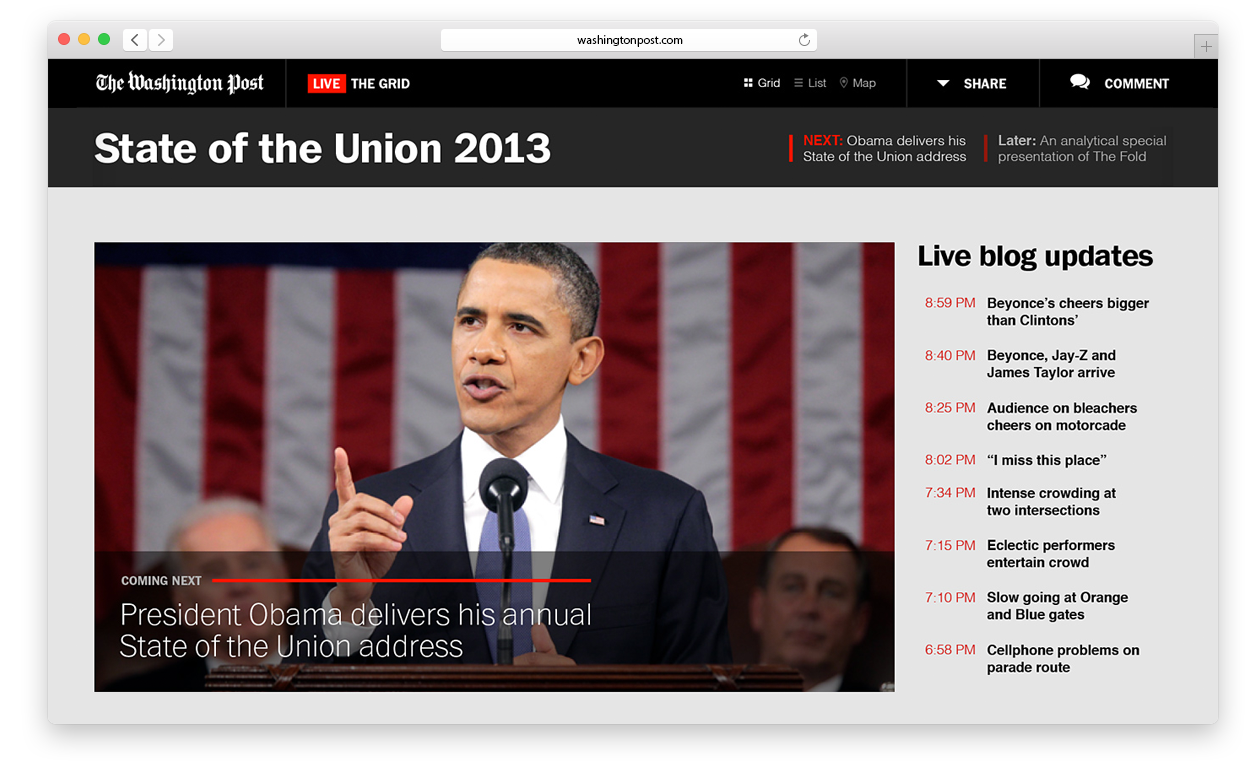 washingtonpost.com
The Washington Post
LIVE THE GRID
Grid List Map
SHARE
COMMENT
State of the Union 2013
NEXT: Obama delivers his
State of the Union address
Later: An analytical special
presentation of The Fold
COMING NEXT
President Obama delivers his annual
State of the Union address
Live blog updates
8:59 PM Beyonce’s cheers bigger
than Clintons’
8:40 PM Beyonce, Jay-Z and
James Taylor arrive
8:25 PM Audience on bleachers
cheers on motorcade
8:02 PM “I miss this place”
7:34 PM Intense crowding at
two intersections
7:15 PM Eclectic performers
entertain crowd
7:10 PM Slow going at Orange
and Blue gates
6:58 PM Cellphone problems on
parade route